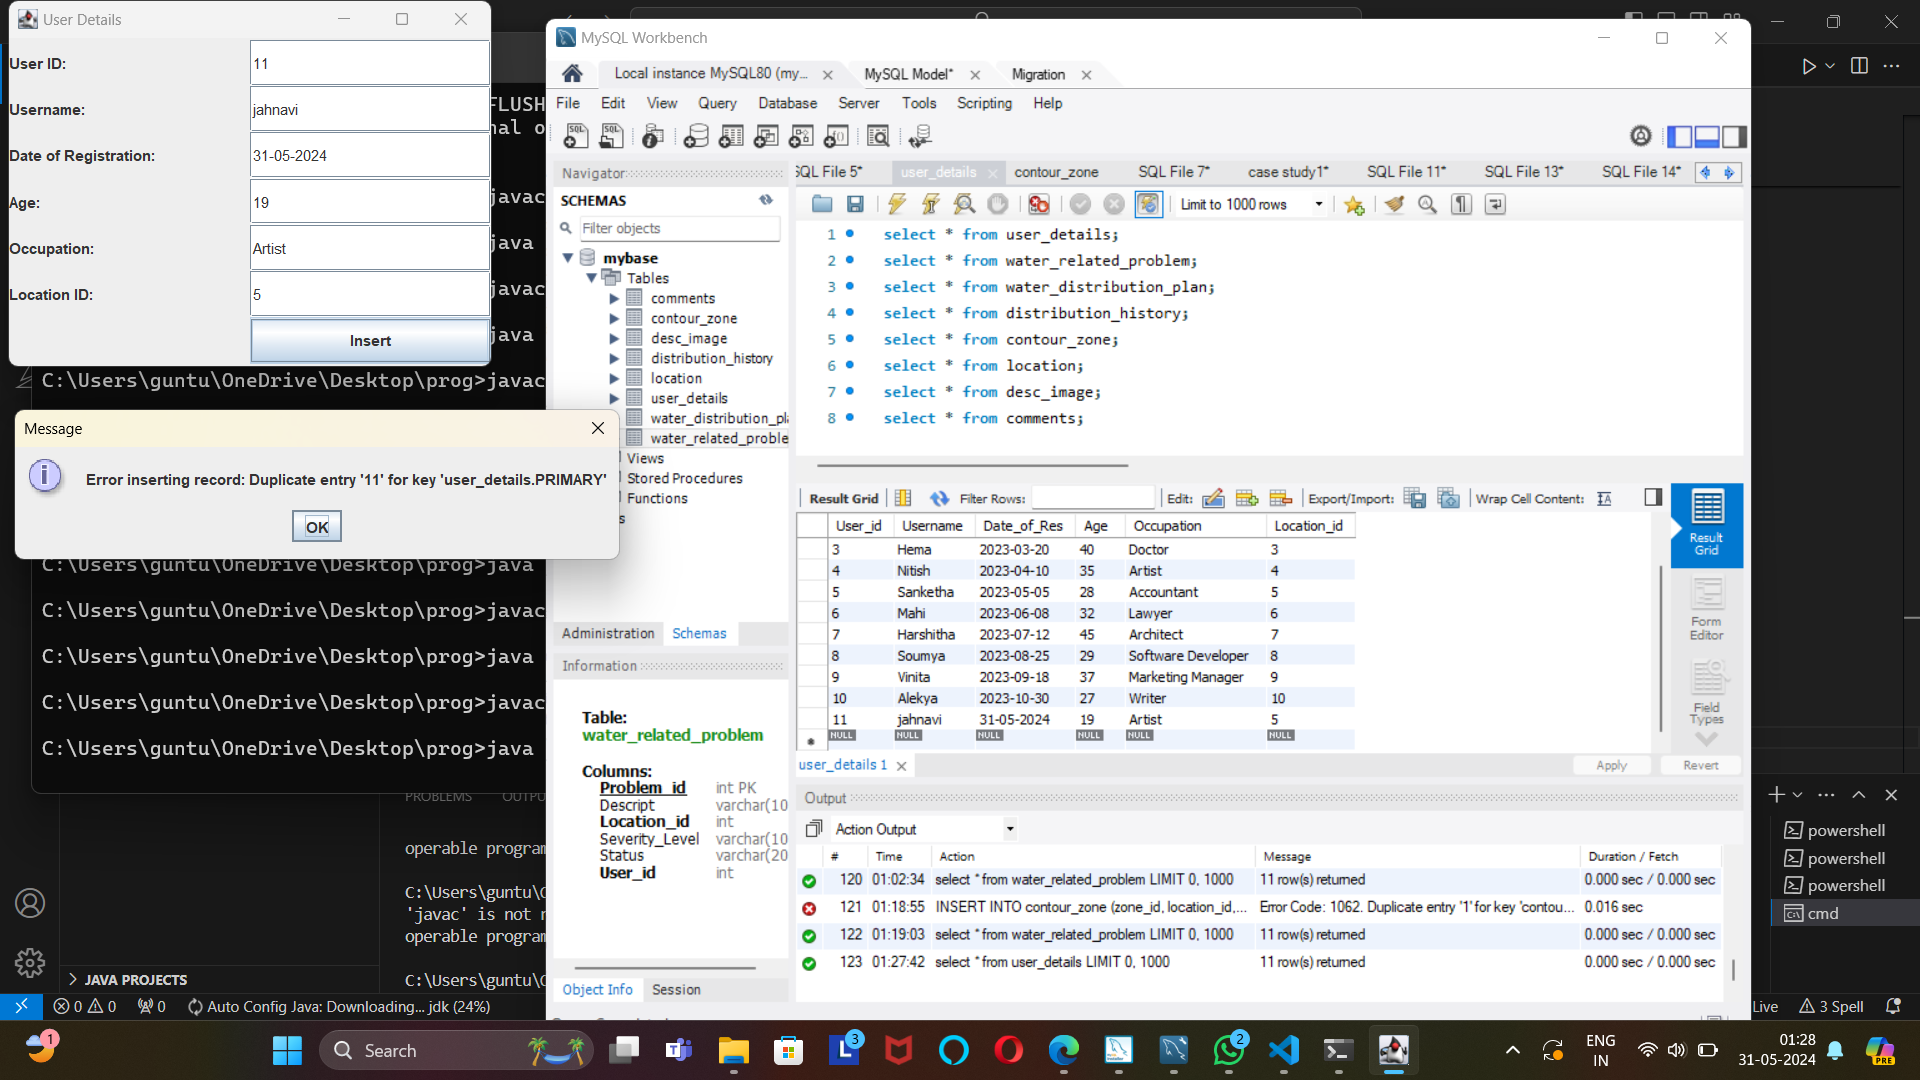 User Details
User ID:
11
Username:
jahnavi
Date of Registration:
31-05-2024
Age:
19
Occupation:
Artist
Location ID:
5
Insert
FLUSH
nal o
javac
java
javac
java
C:\Users\guntu\OneDrive\Desktop\prog>javac
Message
Error inserting record: Duplicate entry '11' for key 'user_details.PRIMARY'
OK
C:\Users\guntu\OneDrive\Desktop\prog>java
C:\Users\guntu\OneDrive\Desktop\prog>javac
C:\Users\guntu\OneDrive\Desktop\prog>java
C:\Users\guntu\OneDrive\Desktop\prog>javac
C:\Users\guntu\OneDrive\Desktop\prog>java
PROBLEMS OUTPU
operable program
C:\Users\guntu\O
'javac' is not r
operable program
C:\Users\guntu\O
JAVA PROJECTS
0 0 0 Auto Config Java: Downloading... jdk (24%)
MySQL Workbench
Local instance MySQL80 (my... MySQL Model* Migration
File Edit View Query Database Server Tools Scripting Help
Navigator
SCHEMAS
Filter objects
mybase
Tables
comments
contour_zone
desc_image
distribution_history
location
user_details
water_distribution_pl
water_related_proble
Views
Stored Procedures
Functions
s
Administration Schemas
Information
Table:
water_related_problem
Columns:
Problem_id int PK
Descript varchar(10
Location_id int
Severity_Level varchar(10
Status varchar(20
User_id int
Object Info Session
SQL File 5* user_details contour_zone SQL File 7* case study1* SQL File 11* SQL File 13* SQL File 14*
Limit to 1000 rows
1 select * from user_details;
2 select * from water_related_problem;
3 select * from water_distribution_plan;
4 select * from distribution_history;
5 select * from contour_zone;
6 select * from location;
7 select * from desc_image;
8 select * from comments;
Result Grid Filter Rows: Edit: Export/Import: Wrap Cell Content:
User_id Username Date_of_Res Age Occupation Location_id
3 Hema 2023-03-20 40 Doctor 3
4 Nitish 2023-04-10 35 Artist 4
5 Sanketha 2023-05-05 28 Accountant 5
6 Mahi 2023-06-08 32 Lawyer 6
7 Harshitha 2023-07-12 45 Architect 7
8 Soumya 2023-08-25 29 Software Developer 8
9 Vinita 2023-09-18 37 Marketing Manager 9
10 Alekya 2023-10-30 27 Writer 10
11 jahnavi 31-05-2024 19 Artist 5
NULL NULL NULL NULL NULL NULL
Result
Grid
Form
Editor
Field
Types
user_details 1 Apply Revert
Output
Action Output
# Time Action Message Duration / Fetch
120 01:02:34 select * from water_related_problem LIMIT 0, 1000 11 row(s) returned 0.000 sec / 0.000 sec
121 01:18:55 INSERT INTO contour_zone (zone_id, location_id,... Error Code: 1062. Duplicate entry '1' for key 'contou... 0.016 sec
122 01:19:03 select * from water_related_problem LIMIT 0, 1000 11 row(s) returned 0.000 sec / 0.000 sec
123 01:27:42 select * from user_details LIMIT 0, 1000 11 row(s) returned 0.000 sec / 0.000 sec
powershell
powershell
powershell
cmd
Live 3 Spell
1
Search
3
2
ENG
IN
01:28
31-05-2024
PRE